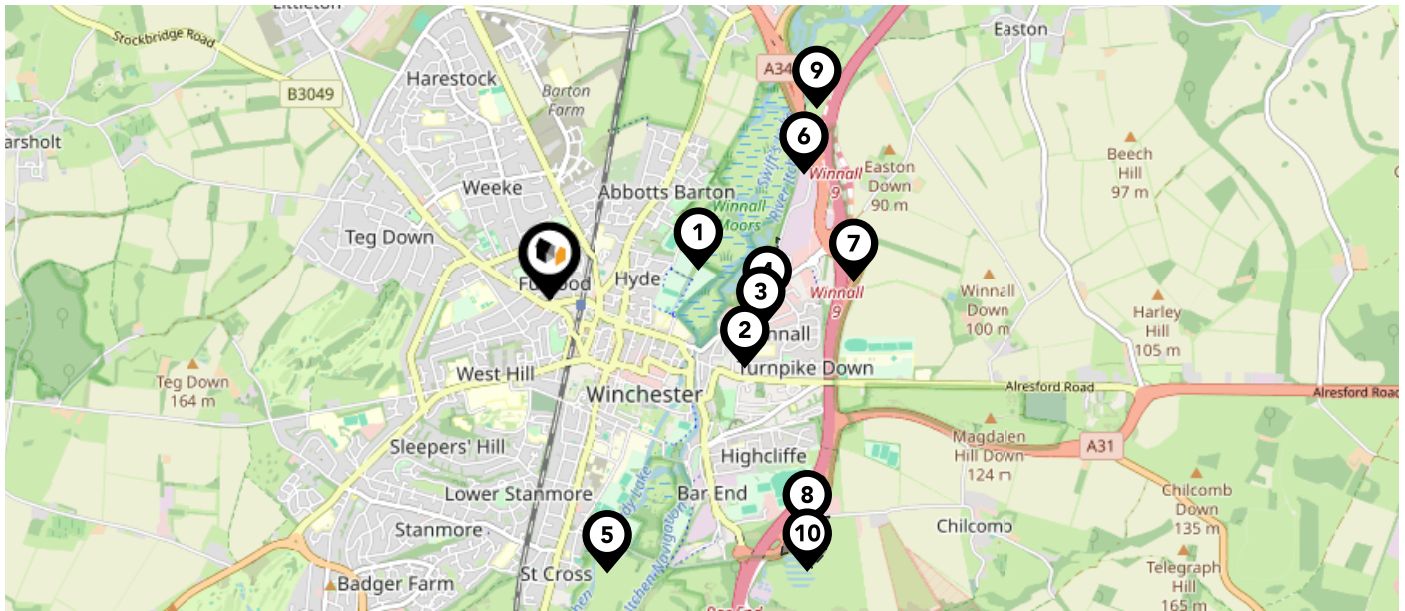 Stockbridge Road
Easton
Harestock
A34
9
B3049
Barton
Farm
6
Beech
Hill
97 m
Winnall
9
Easton
Down
90 m
Weeke
Abbotts Barton
Swift's
Winnall
Moors
1
Teg Down
7
4
Hyde
3
Winnall
9
Winnall
Down
100 m
Harley
Hill
105 m
2
Turnpike Down
Teg Down
164 m
West Hill
Alresford Road
Alresford Road
Winchester
Sleepers' Hill
A31
Magdalen
Hill Down
124 m
Highcliffe
Lower Stanmore
Bar End
8
Chilcomb
Down
135 m
Stanmore
Chilcomb
5
10
St Cross
Badger Farm
Telegraph
Hill
165 m